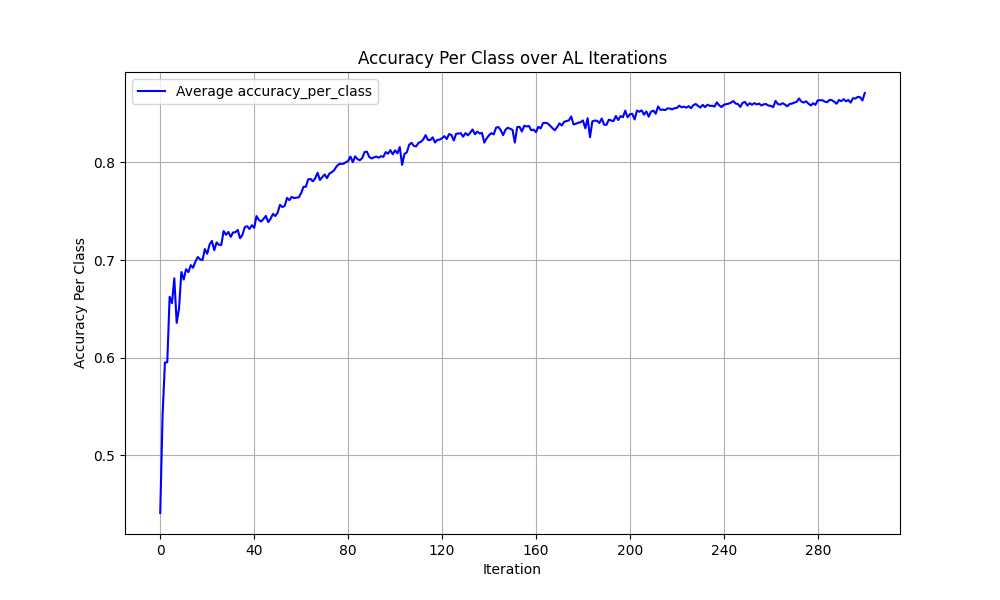 Accuracy Per Class over AL Iterations
Average accuracy_per_class
Accuracy Per Class
0.8
0.7
0.6
0.5
0 40 80 120 160 200 240 280
Iteration